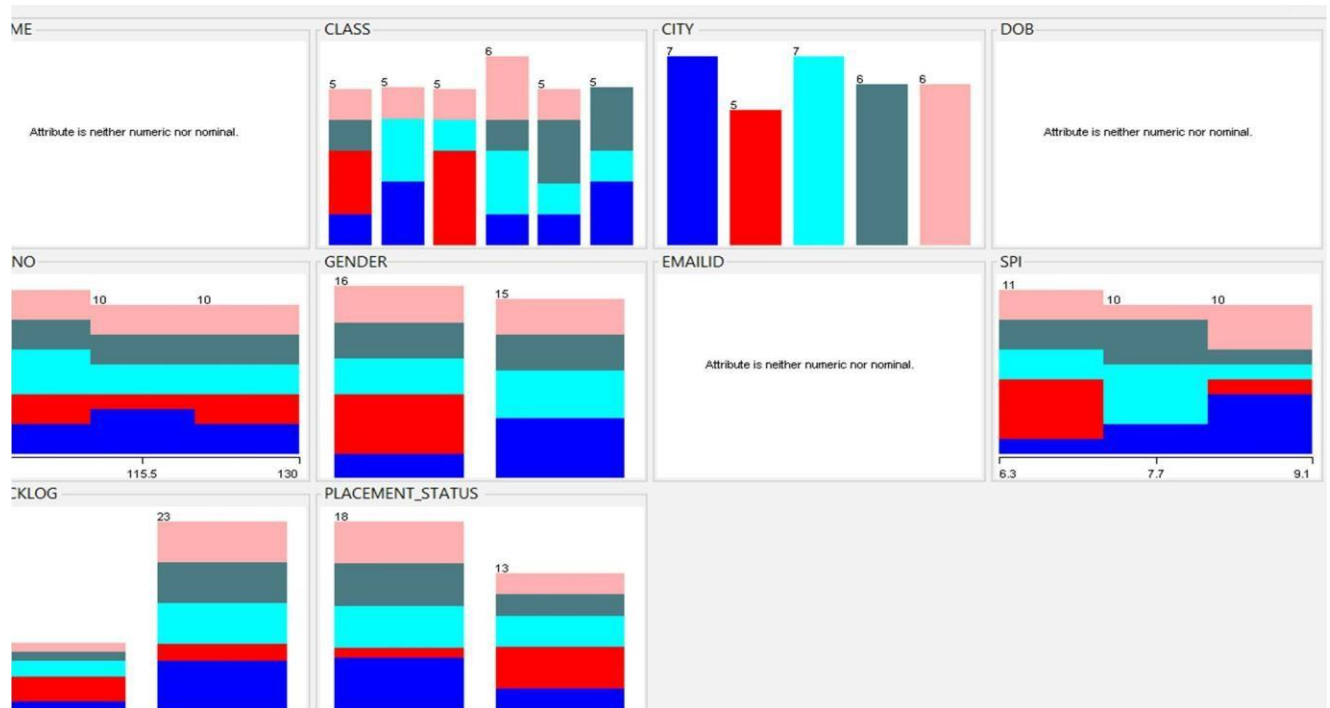 ME
CLASS
CITY
DOB
Attribute is neither numeric nor nominal.
5 5 5 6 5 5
7 5 7 6 6
Attribute is neither numeric nor nominal.
NO
GENDER
EMAILID
SPI
10 10
115.5 130
16 15
Attribute is neither numeric nor nominal.
11 10 10
6.3 7.7 9.1
CKLOG
PLACEMENT_STATUS
23
18 13